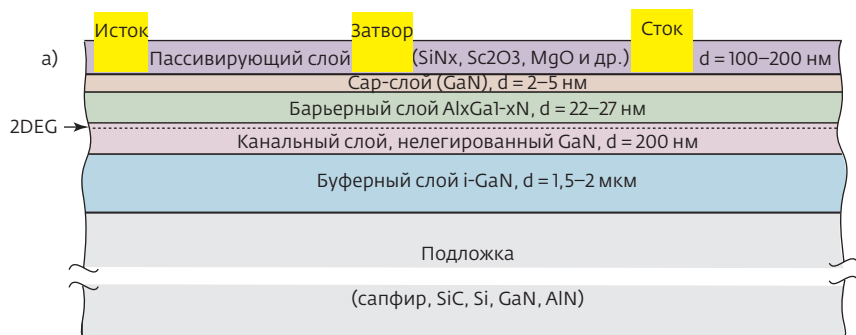 Исток
Затвор
Сток
а)
Пассивирующий слой (SiNx, Sc2O3, MgO и др.) d = 100–200 нм
Cap-слой (GaN), d = 2–5 нм
Барьерный слой AlxGa1-xN, d = 22–27 нм
2DEG
Канальный слой, нелегированный GaN, d = 200 нм
Буферный слой i-GaN, d = 1,5–2 мкм
Подложка
(сапфир, SiC, Si, GaN, AlN)